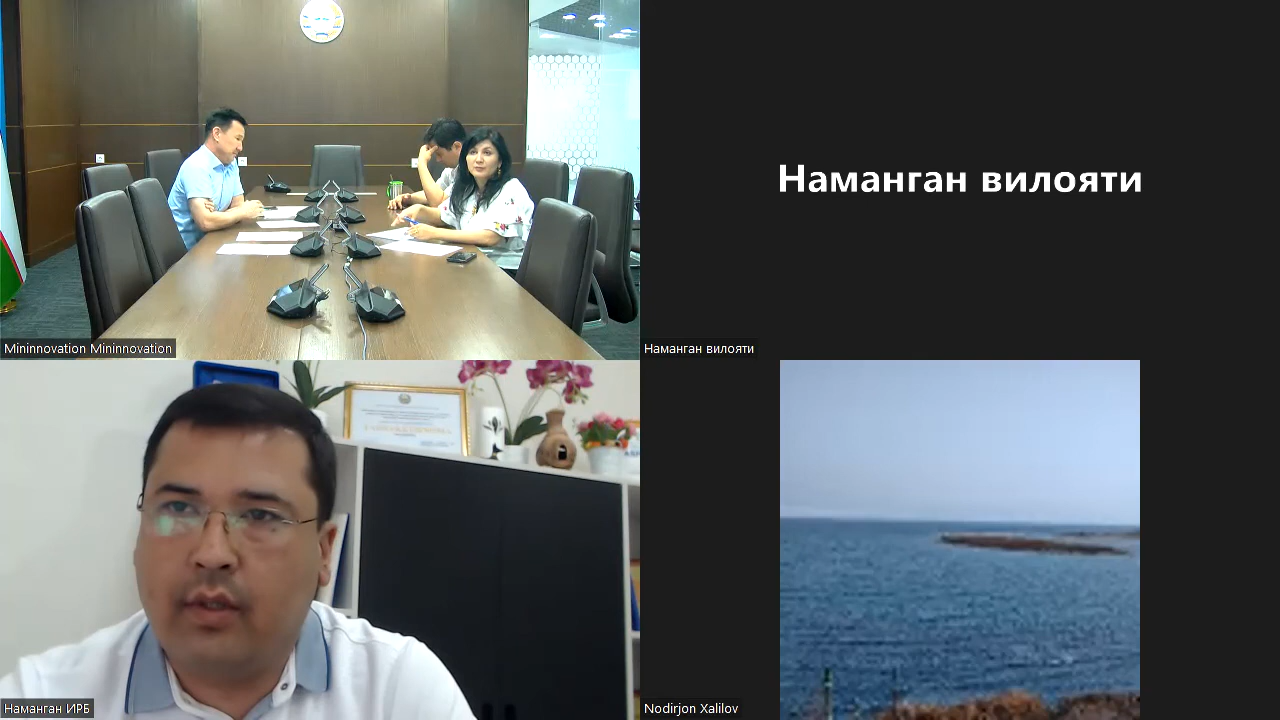 Mininnovation Mininnovation
Наманган вилояти
Наманган вилояти
Наманган ИРБ
Nodirjon Xalilov